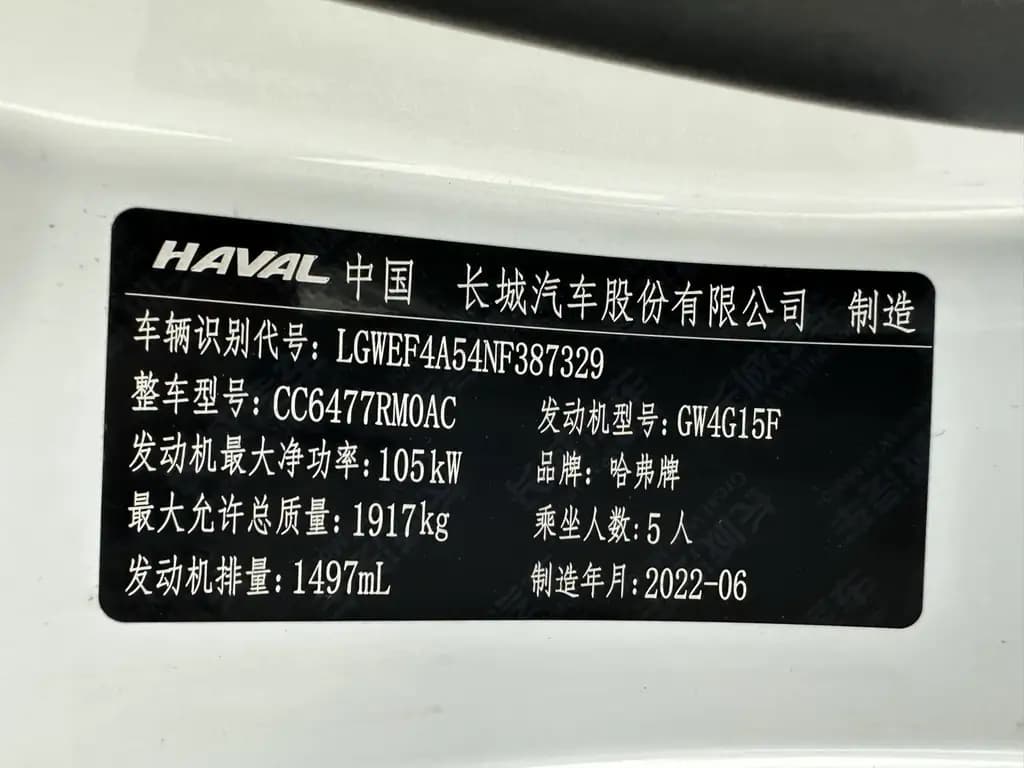 HAVAL 中国 长城汽车股份有限公司 制造
车辆识别代号: LGWEF4A54NF387329
整车型号: CC6477RM0AC 发动机型号: GW4G15F
发动机最大净功率: 105kW 品牌: 哈弗牌
最大允许总质量: 1917kg 乘坐人数: 5人
发动机排量: 1497mL 制造年月: 2022-06